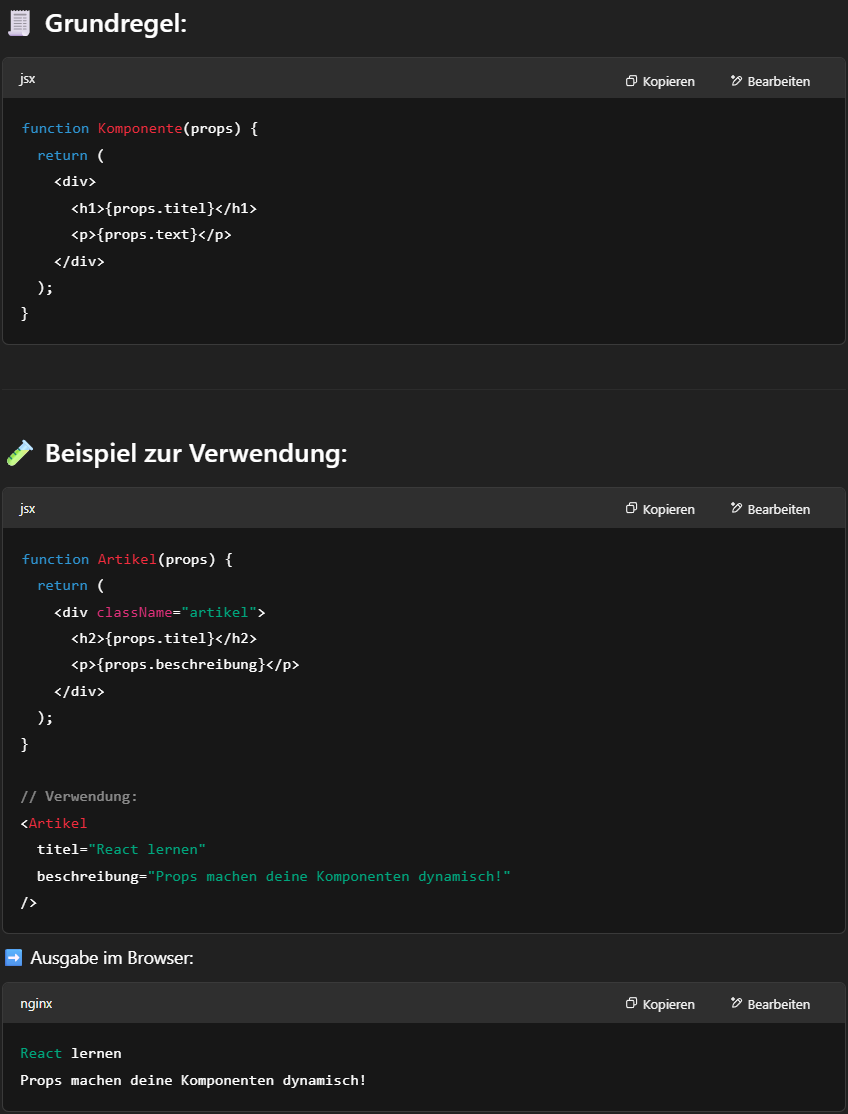 Grundregel:
jsx
Kopieren
Bearbeiten
function Komponente(props) {
  return (
    <div>
      <h1>{props.titel}</h1>
      <p>{props.text}</p>
    </div>
  );
}
Beispiel zur Verwendung:
jsx
Kopieren
Bearbeiten
function Artikel(props) {
  return (
    <div className="artikel">
      <h2>{props.titel}</h2>
      <p>{props.beschreibung}</p>
    </div>
  );
}
// Verwendung:
<Artikel
  titel="React lernen"
  beschreibung="Props machen deine Komponenten dynamisch!"
/>
Ausgabe im Browser:
nginx
Kopieren
Bearbeiten
React lernen
Props machen deine Komponenten dynamisch!